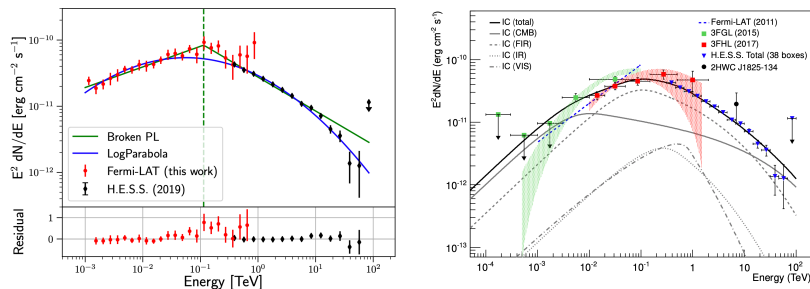 E² dN/dE [erg cm⁻² s⁻¹]
10⁻¹⁰
10⁻¹¹
10⁻¹²
Broken PL
LogParabola
Fermi-LAT (this work)
H.E.S.S. (2019)
Residual
1
0
10⁻³ 10⁻² 10⁻¹ 10⁰ 10¹ 10²
Energy [TeV]
E²dN/dE (erg cm⁻² s⁻¹)
10⁻¹⁰
10⁻¹¹
10⁻¹²
10⁻¹³
IC (total)
IC (CMB)
IC (FIR)
IC (IR)
IC (VIS)
Fermi-LAT (2011)
3FGL (2015)
3FHL (2017)
H.E.S.S. Total (38 boxes)
2HWC J1825-134
10⁻⁴ 10⁻³ 10⁻² 10⁻¹ 1 10 10²
Energy (TeV)